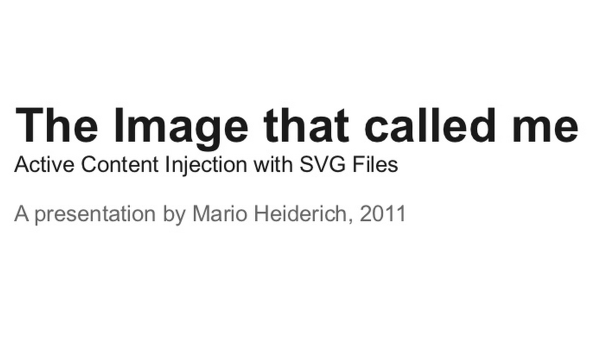 The Image that called me
Active Content Injection with SVG Files
A presentation by Mario Heiderich, 2011